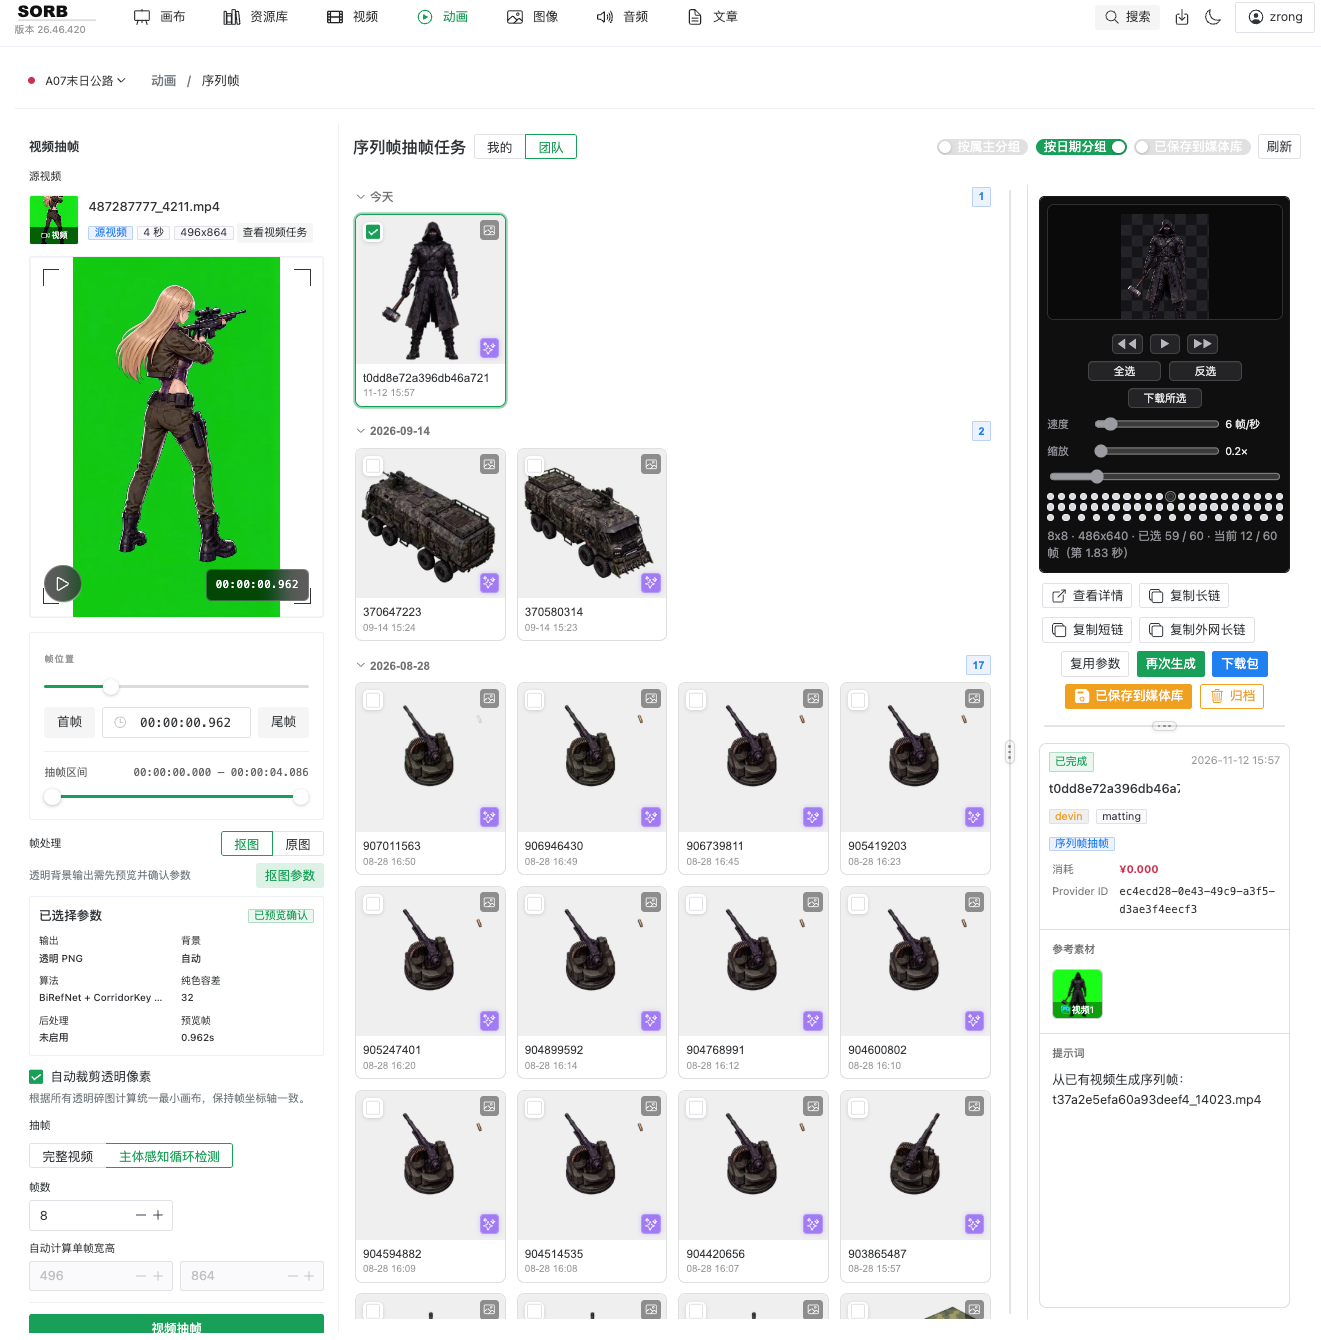 SORB
版本 26.46.420
画布
资源库
视频
动画
图像
音频
文章
搜索
zrong
A07末日公路
动画 / 序列帧
视频抽帧
源视频
视频
487287777_4211.mp4
源视频 4 秒 496x864 查看视频任务
00:00:00.962
帧位置
首帧 00:00:00.962 尾帧
抽帧区间 00:00:00.000 — 00:00:04.086
帧处理 抠图 原图
透明背景输出需先预览并确认参数 抠图参数
已选择参数 已预览确认
输出 背景
透明 PNG 自动
算法 纯色容差
BiRefNet + CorridorKey ... 32
后处理 预览帧
未启用 0.962s
自动裁剪透明像素
根据所有透明碎图计算统一最小画布，保持帧坐标轴一致。
抽帧
完整视频 主体感知循环检测
帧数
8
自动计算单帧宽高
496 864
视频抽帧
序列帧抽帧任务 我的 团队
按属主分组 按日期分组 已保存到媒体库 刷新
今天 1
t0dd8e72a396db46a721
11-12 15:57
2026-09-14 2
370647223 370580314
09-14 15:24 09-14 15:23
2026-08-28 17
907011563 906946430 906739811 905419203
08-28 16:50 08-28 16:49 08-28 16:45 08-28 16:23
905247401 904899592 904768991 904600802
08-28 16:20 08-28 16:14 08-28 16:12 08-28 16:10
904594882 904514535 904420656 903865487
08-28 16:09 08-28 16:08 08-28 16:07 08-28 15:57
全选 反选
下载所选
速度 6 帧/秒
缩放 0.2×
8x8 · 486x640 · 已选 59 / 60 · 当前 12 / 60
帧（第 1.83 秒）
查看详情 复制长链
复制短链 复制外网长链
复用参数 再次生成 下载包
已保存到媒体库 归档
已完成 2026-11-12 15:57
t0dd8e72a396db46a7
devin matting
序列帧抽帧
消耗 ¥0.000
Provider ID ec4ecd28-0e43-49c9-a3f5-
d3ae3f4eecf3
参考素材
视频1
提示词
从已有视频生成序列帧：
t37a2e5efa60a93deef4_14023.mp4